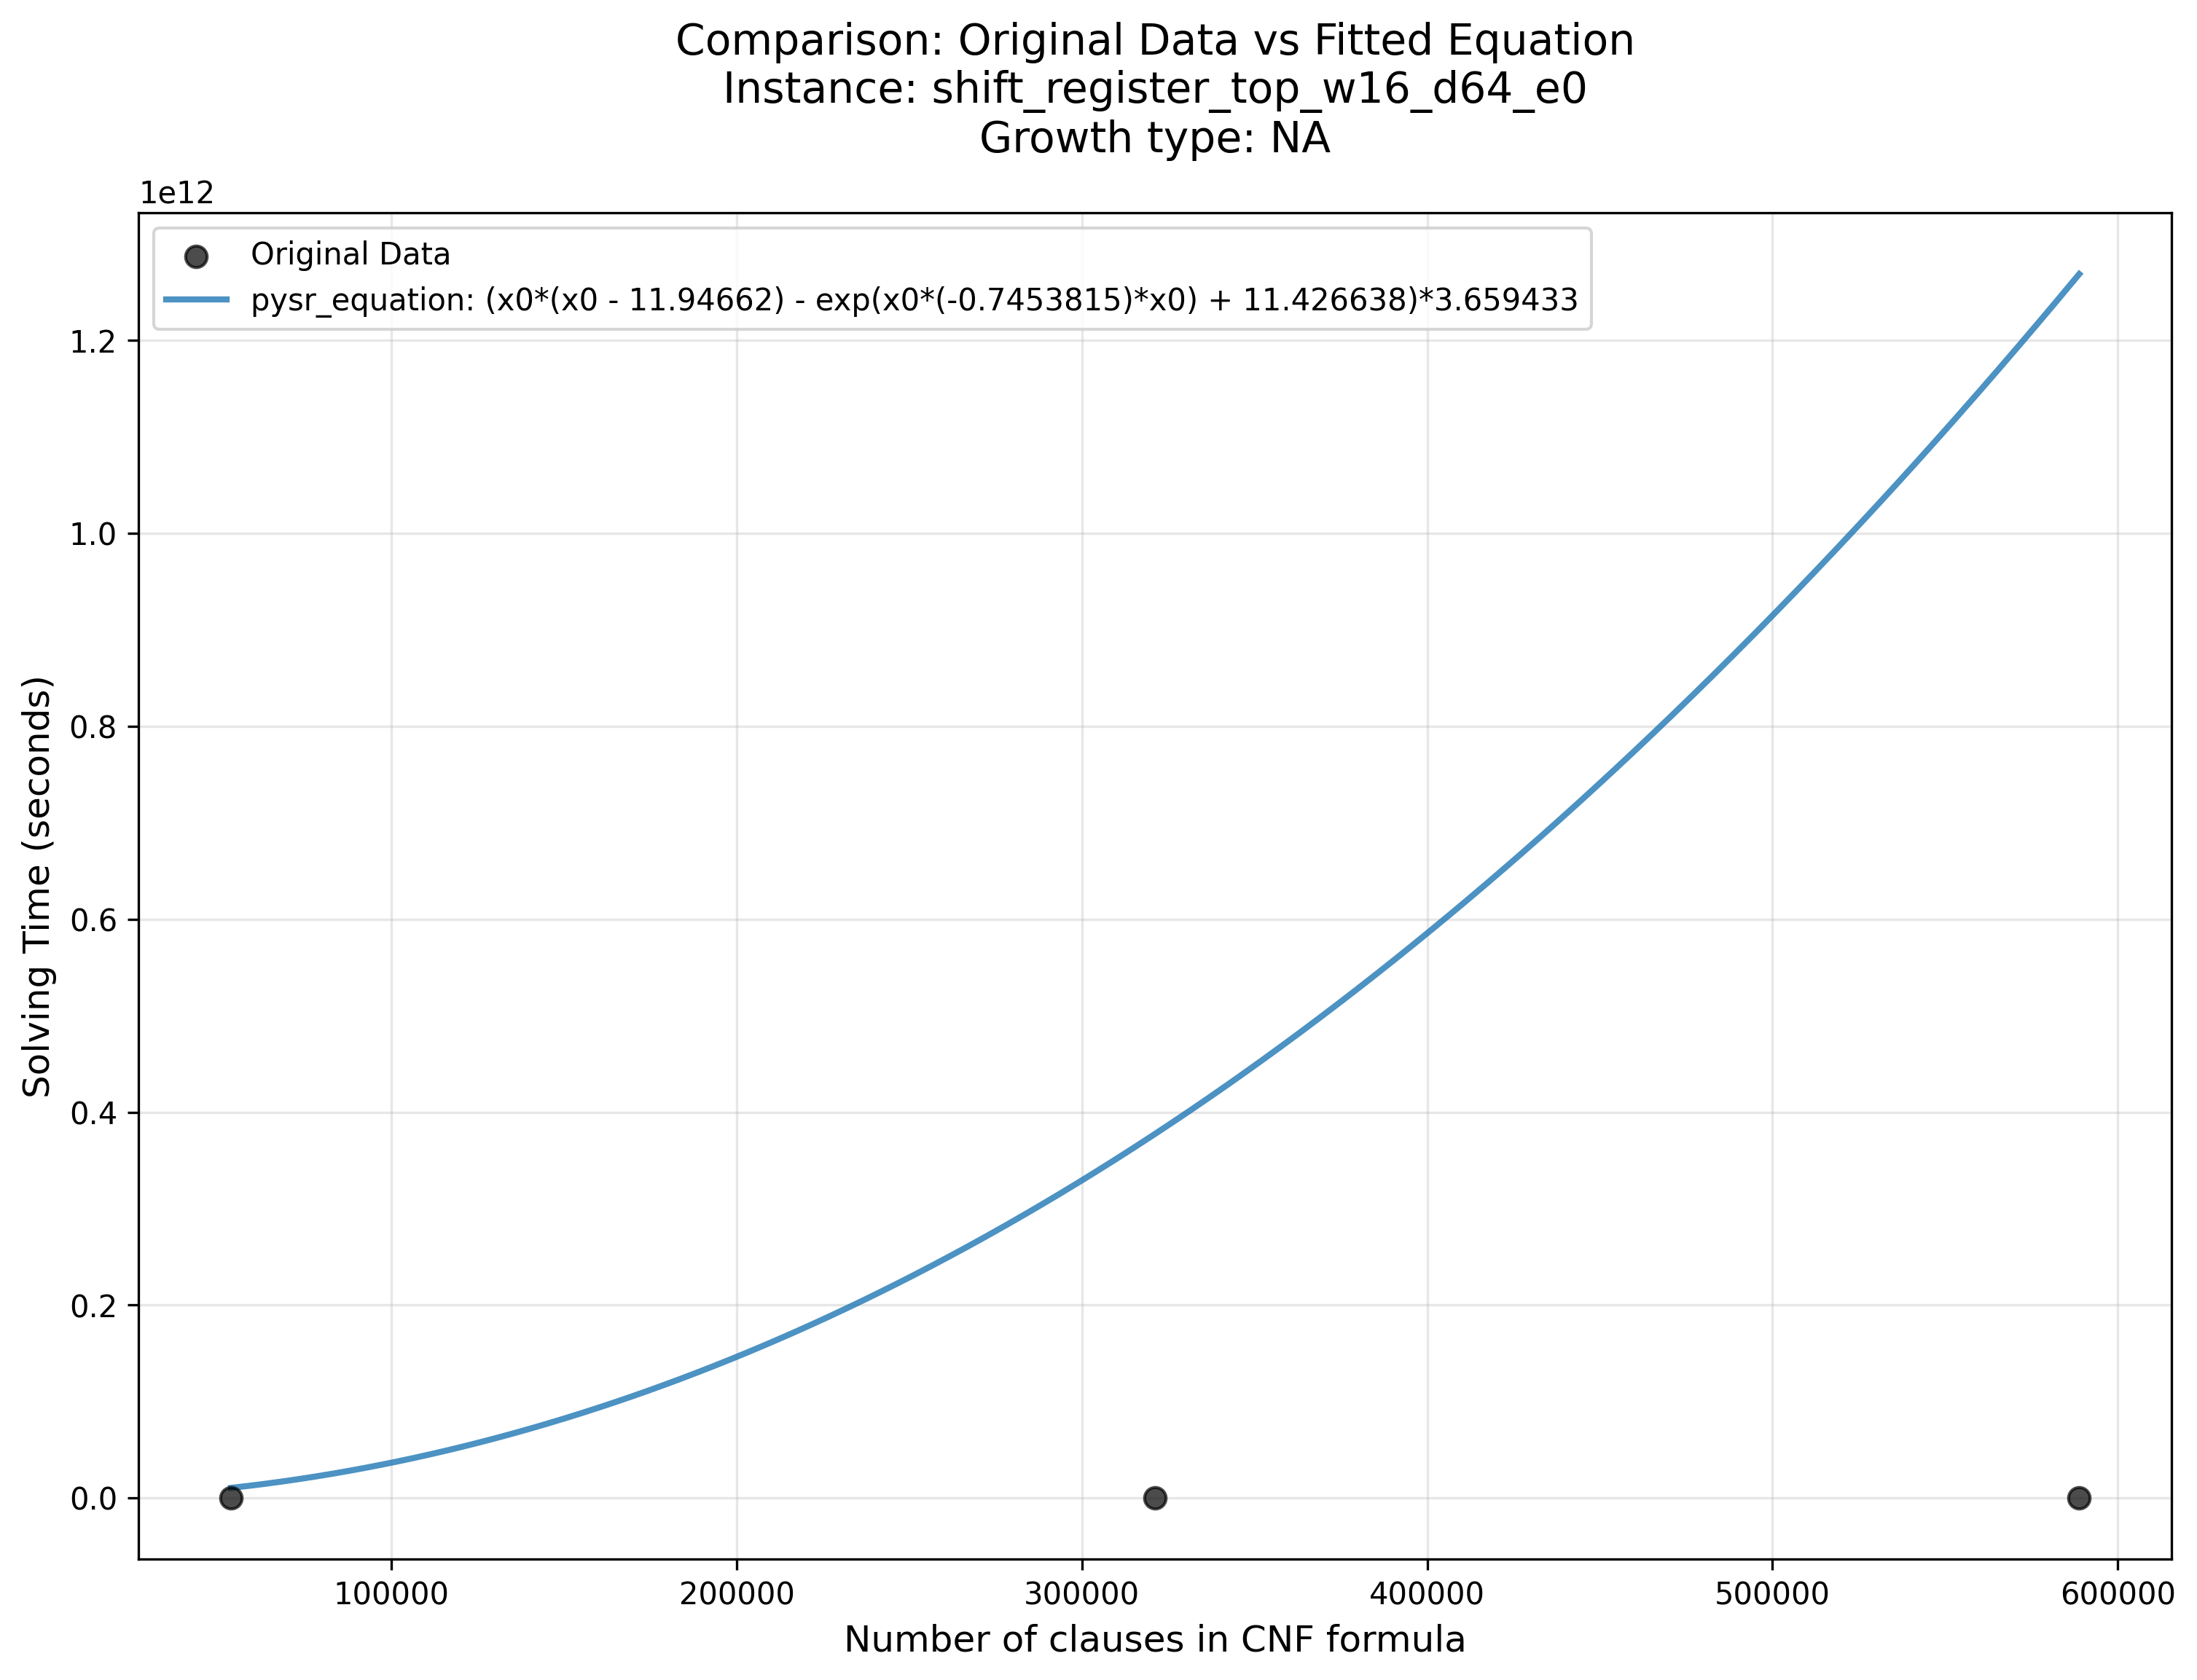 Comparison: Original Data vs Fitted Equation
Instance: shift_register_top_w16_d64_e0
Growth type: NA
1e12
Original Data
pysr_equation: (x0*(x0 - 11.94662) - exp(x0*(-0.7453815)*x0) + 11.426638)*3.659433
1.2
1.0
0.8
0.6
0.4
0.2
0.0
Solving Time (seconds)
100000
200000
300000
400000
500000
600000
Number of clauses in CNF formula